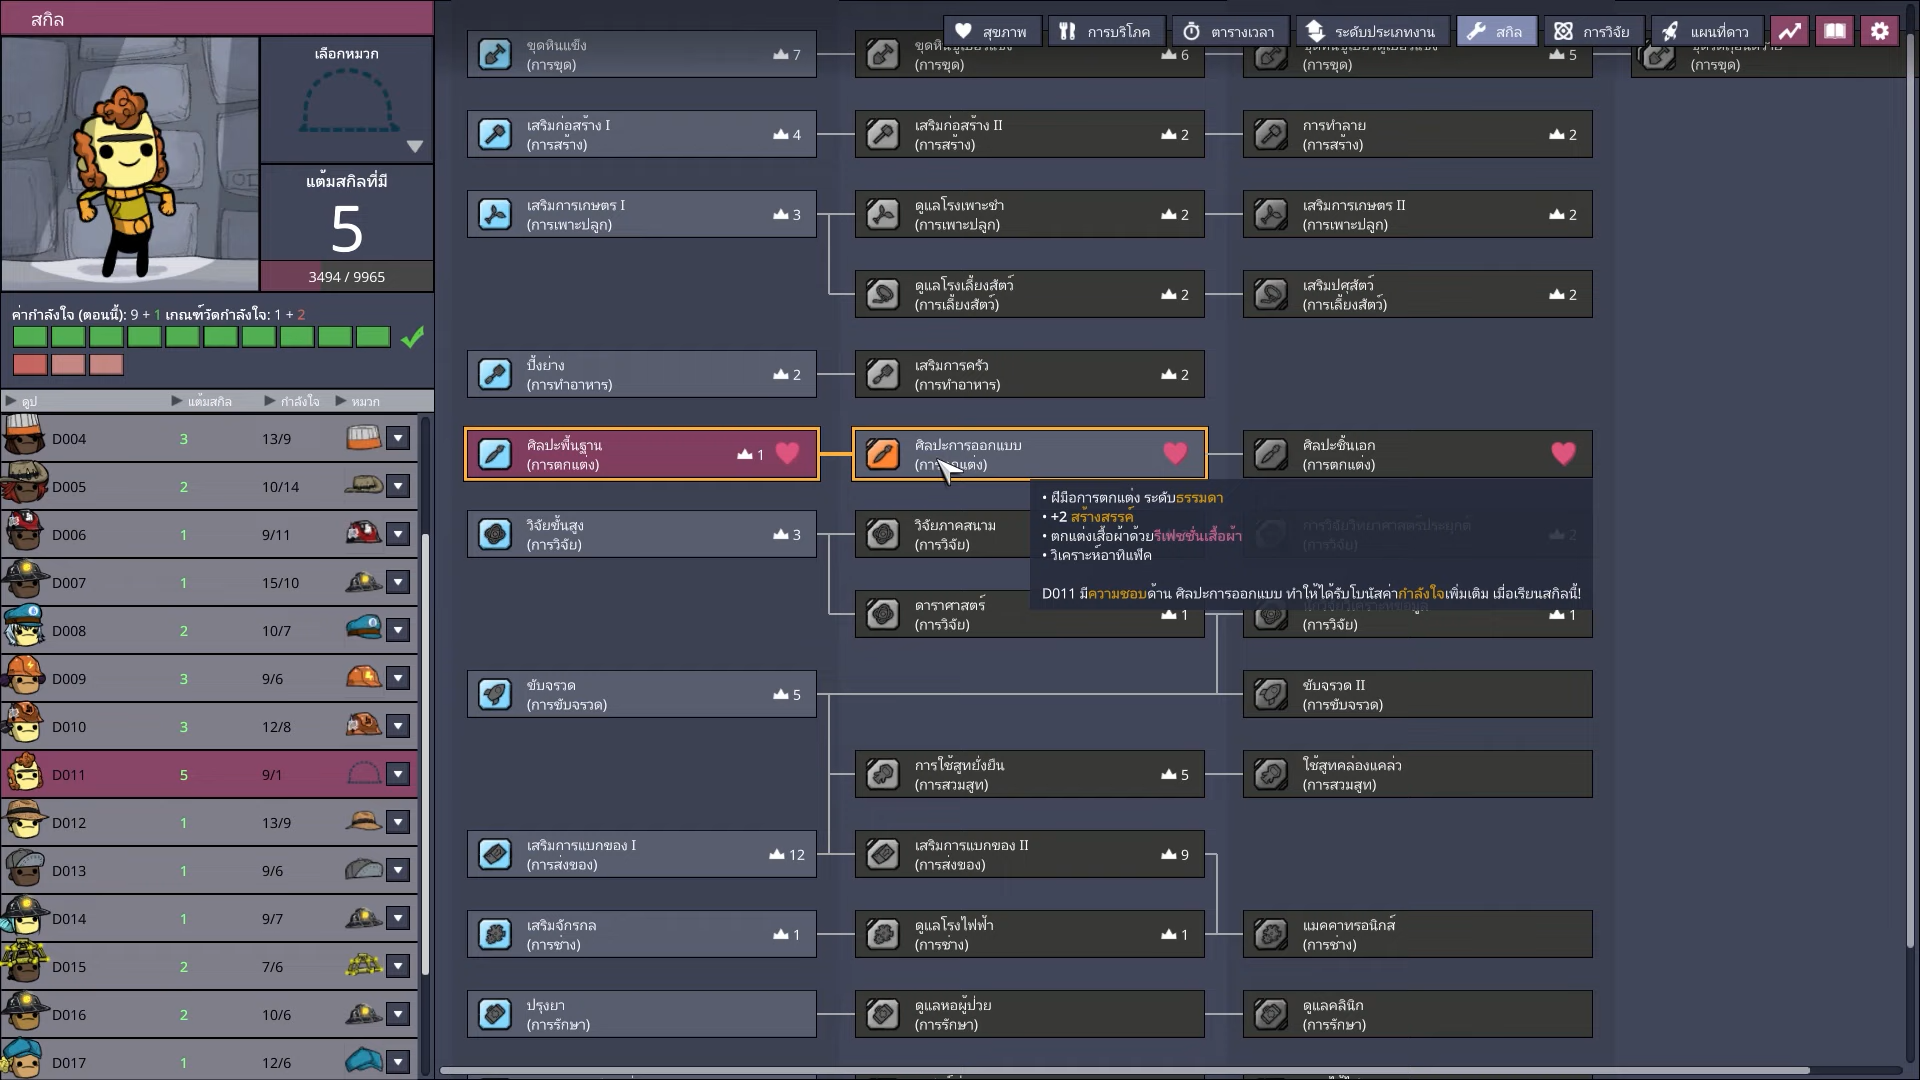 สกิล
สุขภาพ
การบริโภค
ตารางเวลา
ระดับประเภทงาน
สกิล
การวิจัย
แผนที่ดาว
เลือกหมวก
แต้มสกิลที่มี
5
3494 / 9965
ค่ากำลังใจ (ตอนนี้): 9 + 1 เกณฑ์วัดกำลังใจ: 1 + 2
ดูป
แต้มสกิล
กำลังใจ
หมวก
D004 3 13/9
D005 2 10/14
D006 1 9/11
D007 1 15/10
D008 2 10/7
D009 3 9/6
D010 3 12/8
D011 5 9/1
D012 1 13/9
D013 1 9/6
D014 1 9/7
D015 2 7/6
D016 2 10/6
D017 1 12/6
ขุดหินแข็ง 7
(การขุด)
6
(การขุด)
5
(การขุด)
(การขุด)
เสริมก่อสร้าง I 4
(การสร้าง)
เสริมก่อสร้าง II 2
(การสร้าง)
การทำลาย 2
(การสร้าง)
เสริมการเกษตร I 3
(การเพาะปลูก)
ดูแลโรงเพาะชำ 2
(การเพาะปลูก)
เสริมการเกษตร II 2
(การเพาะปลูก)
ดูแลโรงเลี้ยงสัตว์ 2
(การเลี้ยงสัตว์)
เสริมปศุสัตว์ 2
(การเลี้ยงสัตว์)
ปิ้งย่าง 2
(การทำอาหาร)
เสริมการครัว 2
(การทำอาหาร)
ศิลปะพื้นฐาน 1
(การตกแต่ง)
ศิลปะการออกแบบ
(การตกแต่ง)
ศิลปะชั้นเอก
(การตกแต่ง)
• ฝีมือการตกแต่ง ระดับธรรมดา
• +2 สร้างสรรค์
• ตกแต่งเสื้อผ้าด้วยรีเฟชชั่นเสื้อผ้า
• วิเคราะห์อาทิแฟ็ค
D011 มีความชอบด้าน ศิลปะการออกแบบ ทำให้ได้รับโบนัสค่ากำลังใจเพิ่มเติม เมื่อเรียนสกิลนี้!
วิจัยขั้นสูง 3
(การวิจัย)
วิจัยภาคสนาม
(การวิจัย)
การวิจัยวิทยาศาสตร์ประยุกต์ 2
(การวิจัย)
ดาราศาสตร์ 1
(การวิจัย)
1
(การวิจัย)
ขับจรวด 5
(การขับจรวด)
ขับจรวด II
(การขับจรวด)
การใช้สูทยั่งยืน 5
(การสวมสูท)
ใช้สูทคล่องแคล่ว
(การสวมสูท)
เสริมการแบกของ I 12
(การส่งของ)
เสริมการแบกของ II 9
(การส่งของ)
เสริมจักรกล 1
(การช่าง)
ดูแลโรงไฟฟ้า 1
(การช่าง)
แมคคาทรอนิกส์
(การช่าง)
ปรุงยา
(การรักษา)
ดูแลหอผู้ป่วย
(การรักษา)
ดูแลคลินิก
(การรักษา)